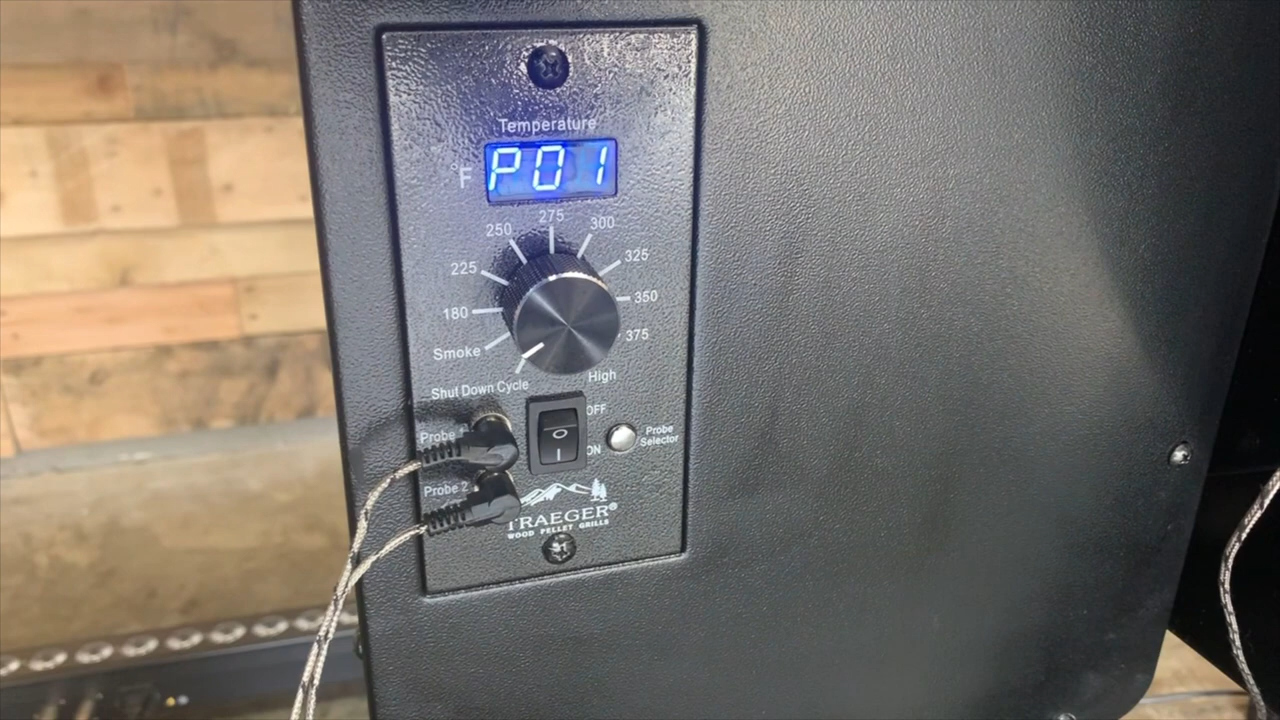 Temperature
F P01
275
250 300
225 325
180 350
Smoke 375
Shut Down Cycle High
OFF
Probe 1 Probe Selector
ON
Probe 2
TRAEGER®
WOOD PELLET GRILLS